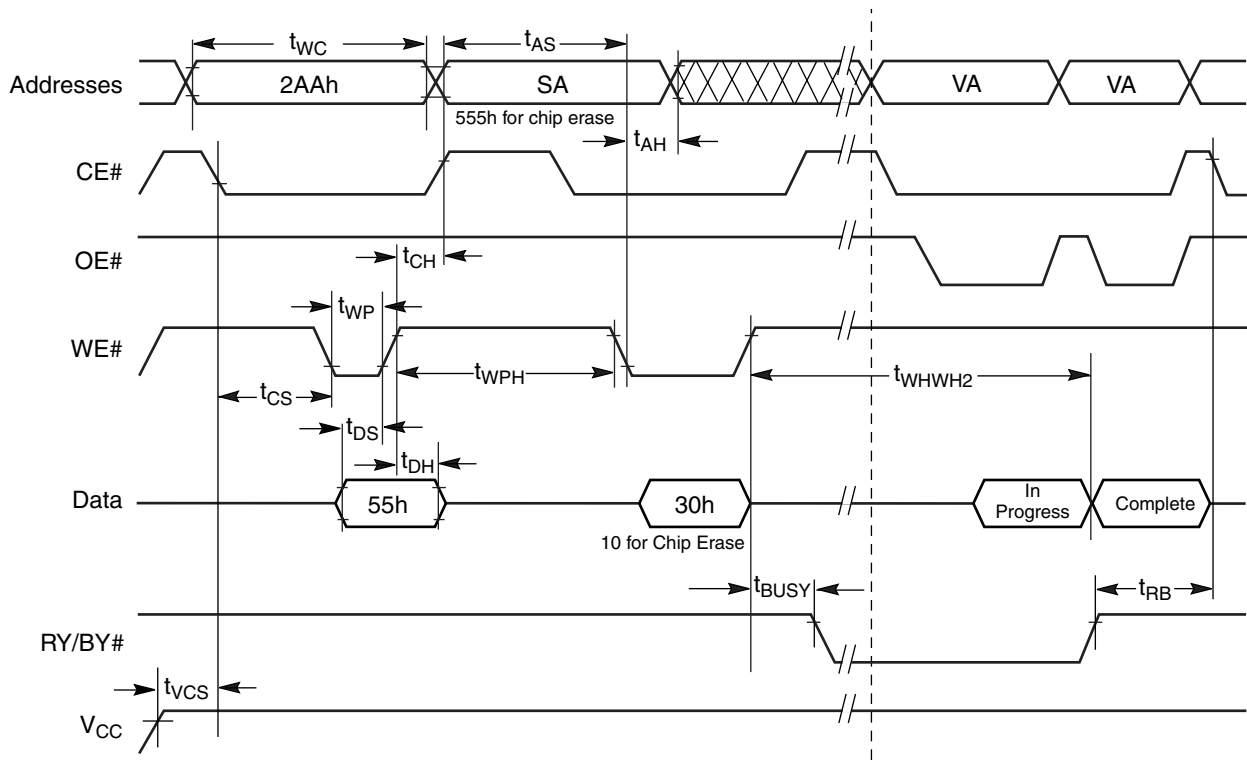 tWC
tAS
Addresses
2AAh
SA
VA
VA
555h for chip erase
tAH
CE#
OE#
tCH
tWP
WE#
tWPH
tWHWH2
tCS
tDS
tDH
Data
55h
30h
In
Progress
Complete
10 for Chip Erase
tBUSY
tRB
RY/BY#
tVCS
VCC